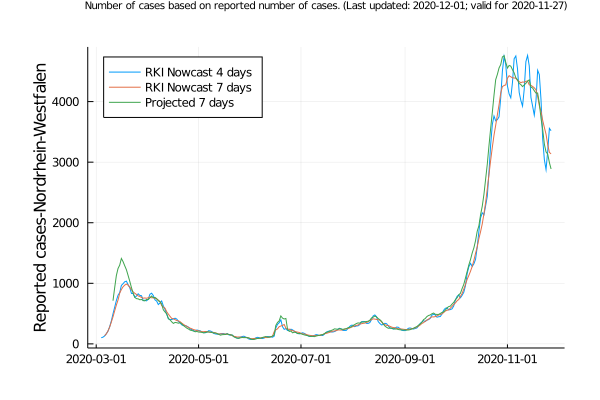 Number of cases based on reported number of cases. (Last updated: 2020-12-01; valid for 2020-11-27)
Reported cases-Nordrhein-Westfalen
RKI Nowcast 4 days
RKI Nowcast 7 days
Projected 7 days
4000
3000
2000
1000
0
2020-03-01 2020-05-01 2020-07-01 2020-09-01 2020-11-01